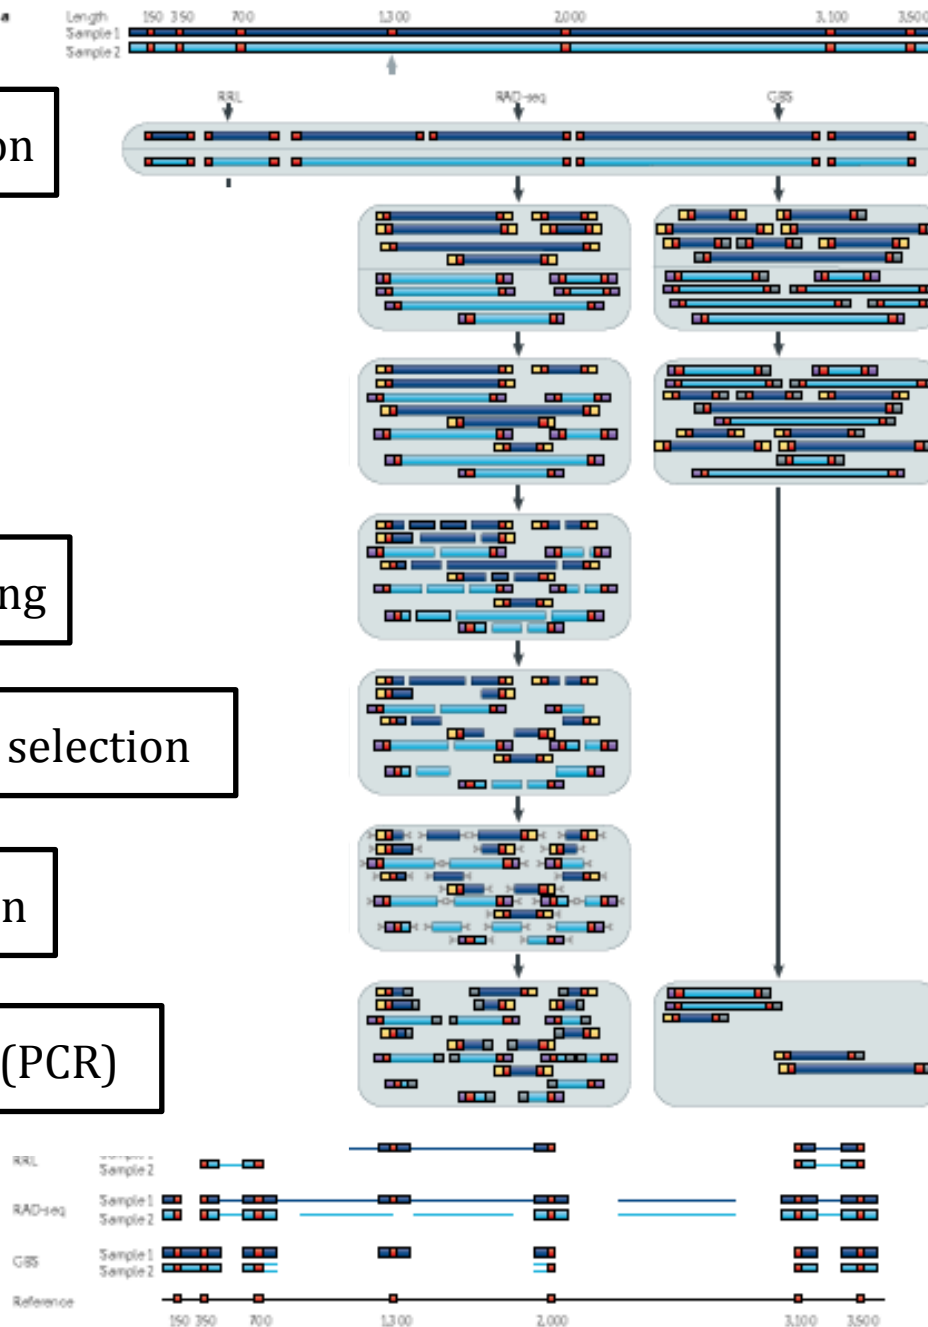 a Length 150 350 700 1,300 2,000 3,100 3,500
Sample 1
Sample 2
RRL RAD-seq GBS
on
ng
selection
n
(PCR)
RRL
Sample 2
RAD-seq Sample 1
Sample 2
GBS Sample 1
Sample 2
Reference
150 350 700 1,300 2,000 3,100 3,500